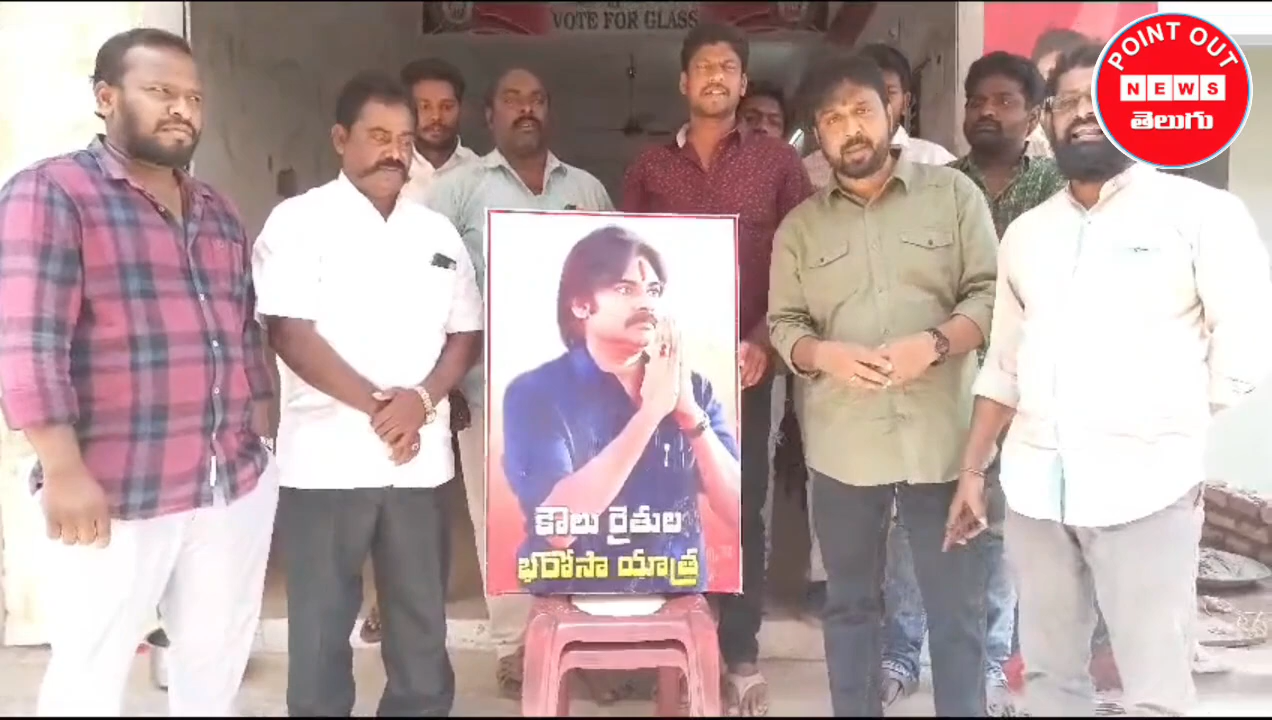 VOTE FOR GLASS
POINT OUT
NEWS
తెలుగు
కౌలు రైతుల
భరోసా యాత్ర